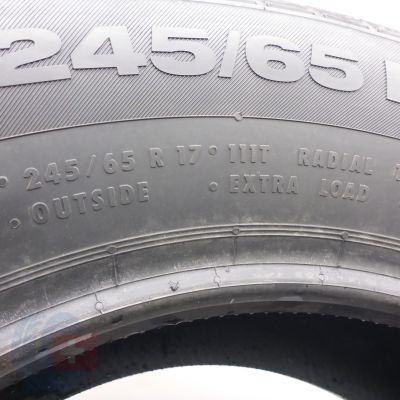 245/65 R
245/65 R 17 111T RADIAL
OUTSIDE EXTRA LOAD